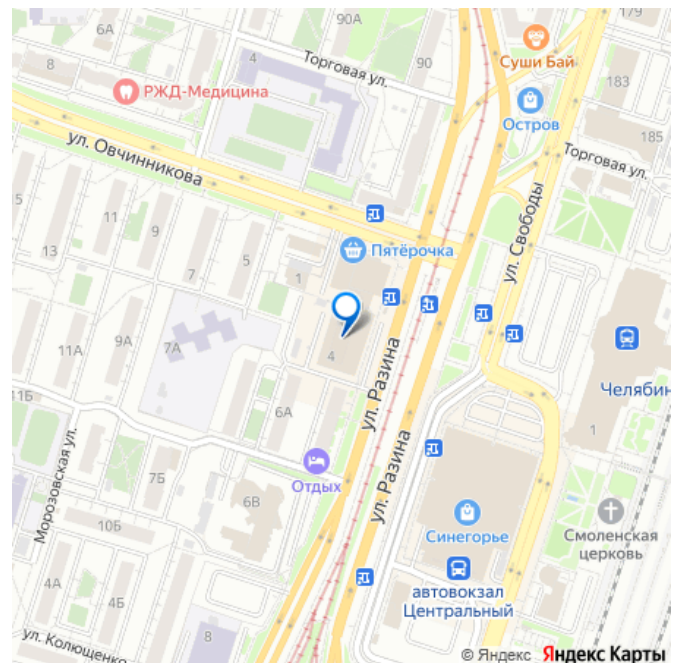 6А
90А
179
8
4
Торговая ул.
90
Суши Бай
183
РЖД-Медицина
Остров
185
ул. Овчинникова
Торговая ул.
5
11
9
ул. Свободы
13
7
5
1
Пятёрочка
11А
9А
7А
4
ул. Разина
Челябин
11Б
6А
ул. Разина
1
Морозовская ул.
7Б
Отдых
6В
Синегорье
Смоленская
церковь
10Б
4А
4Б
автовокзал
Центральный
ул. Колющенко
8
© Яндекс Яндекс Карты